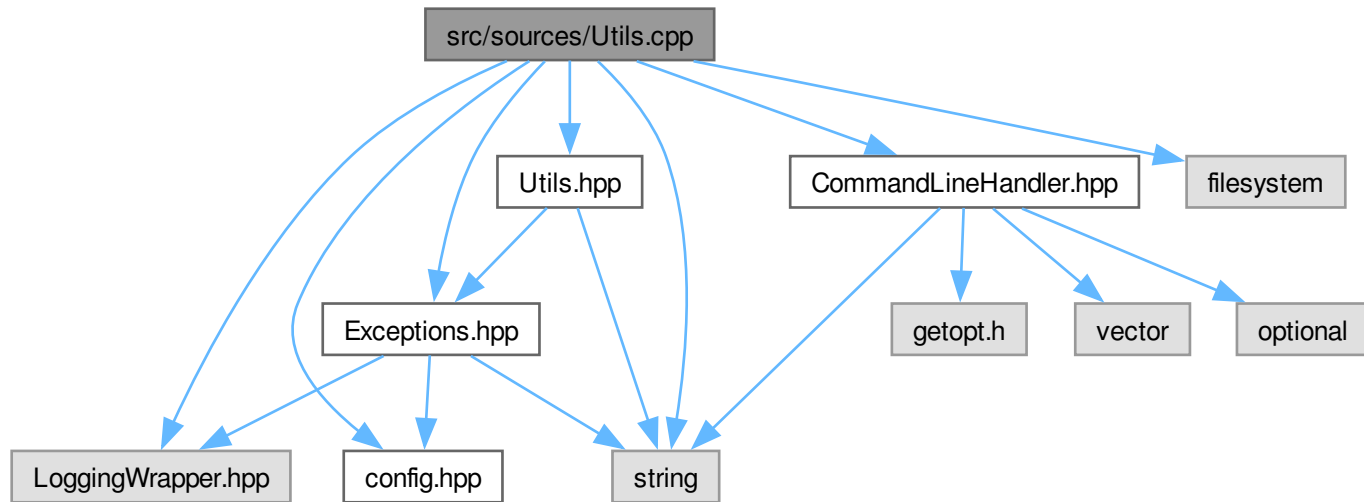 src/sources/Utils.cpp
Utils.hpp
CommandLineHandler.hpp
filesystem
Exceptions.hpp
getopt.h
vector
optional
LoggingWrapper.hpp
config.hpp
string